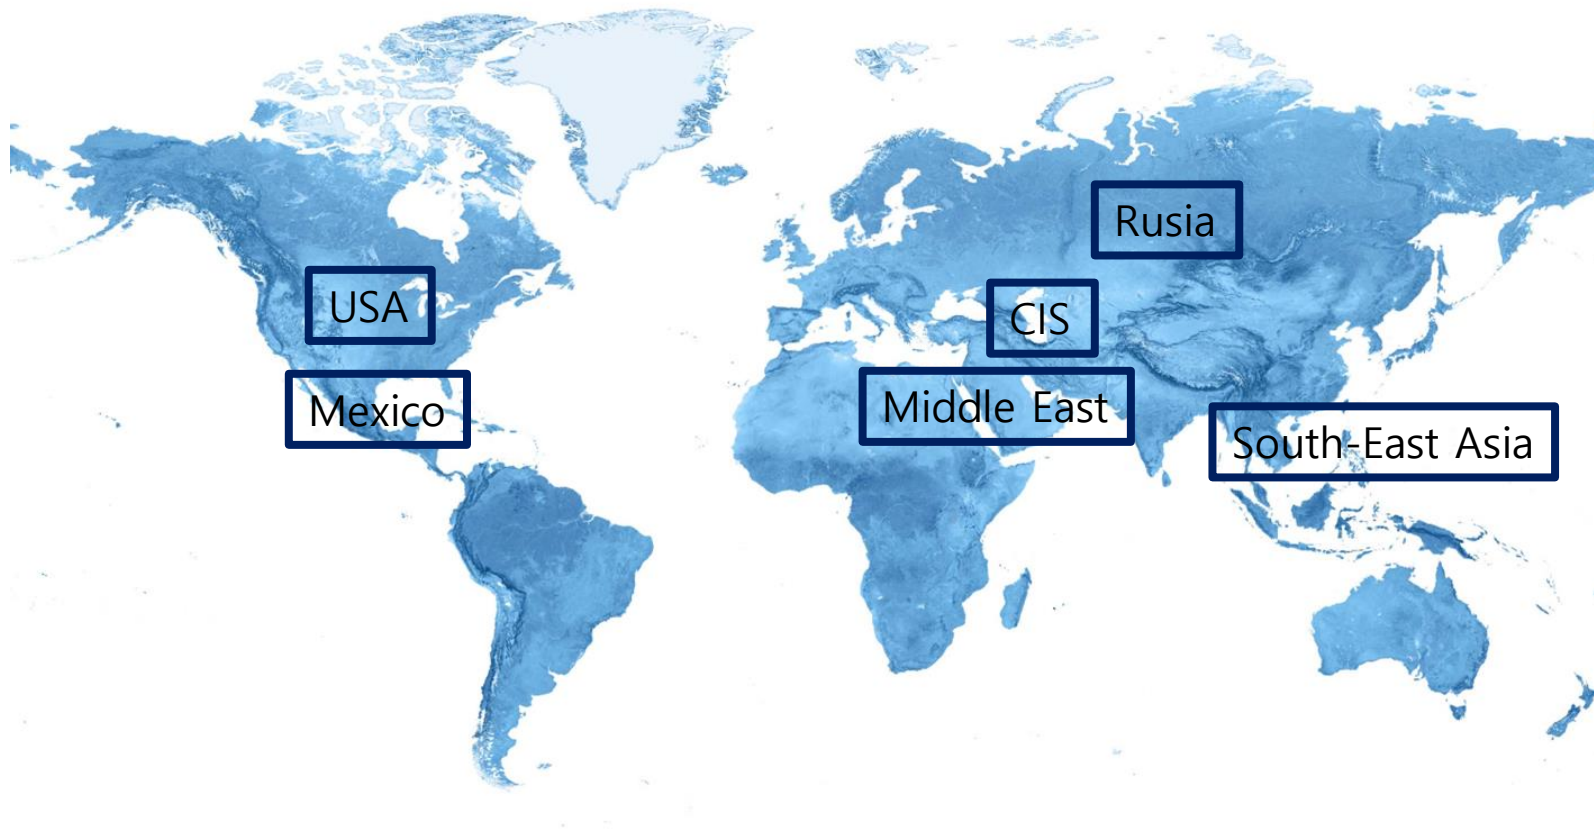 Rusia
USA
CIS
Mexico
Middle East
South-East Asia